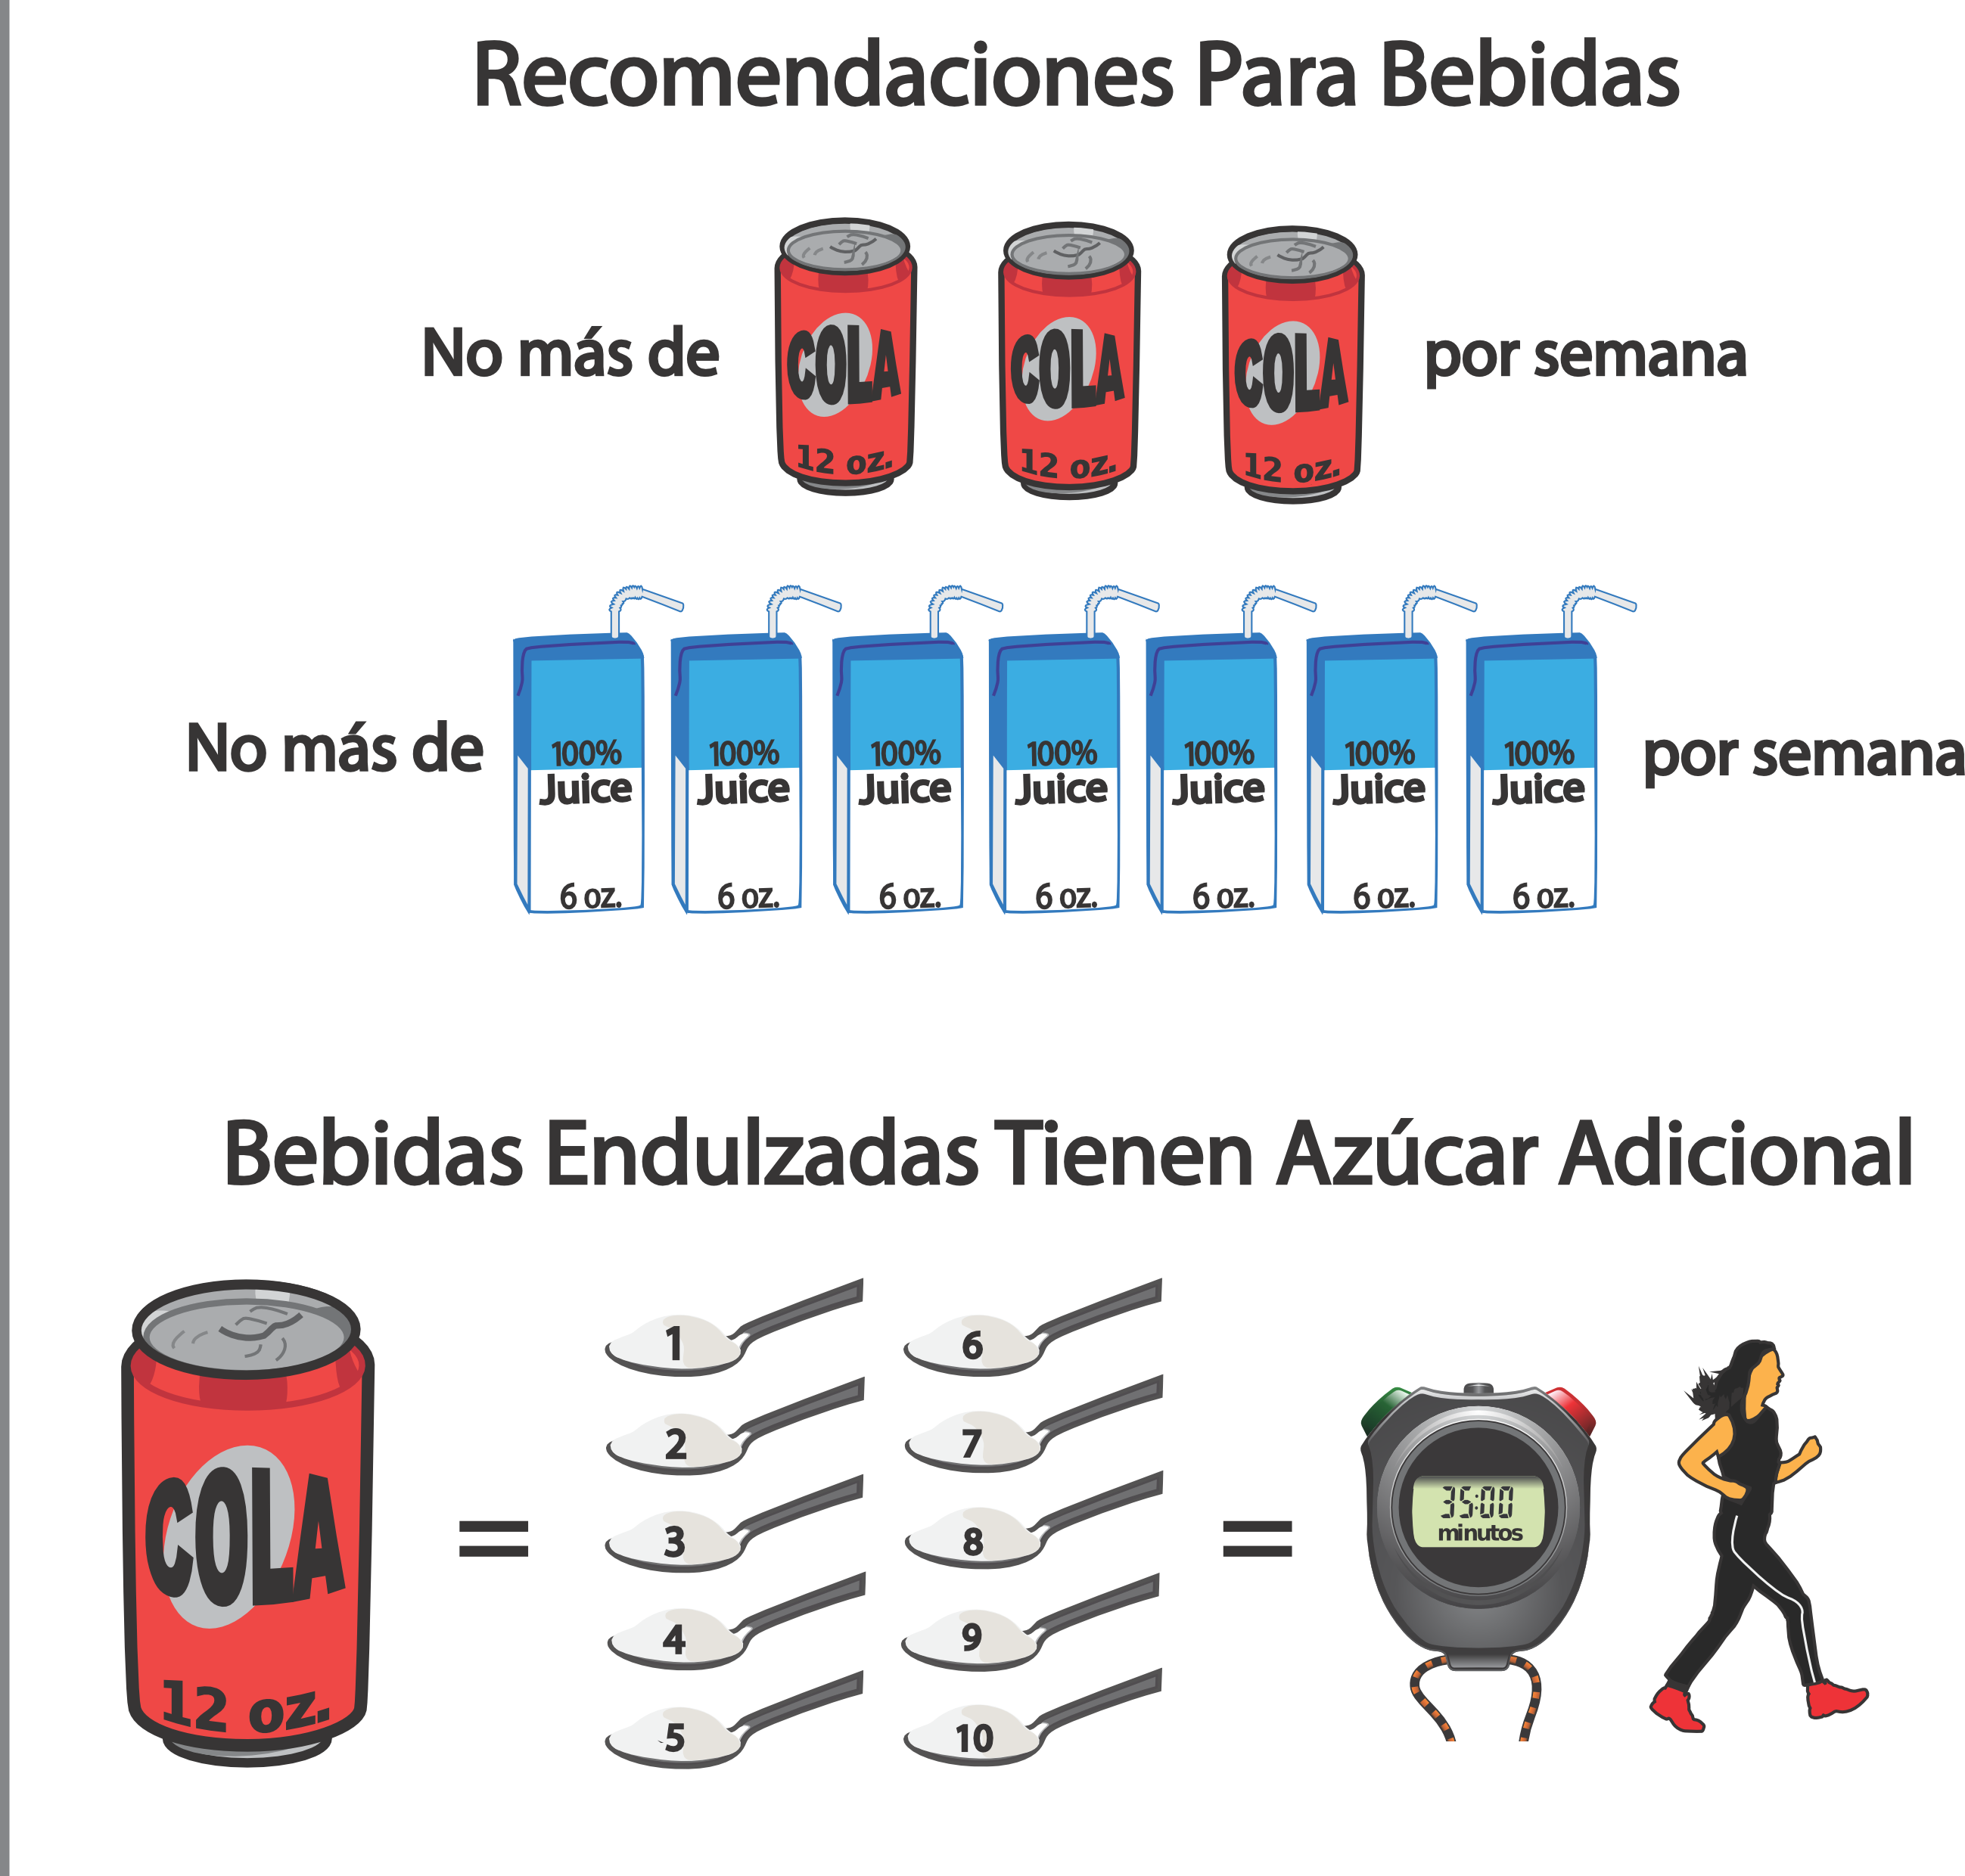 Recomendaciones Para Bebidas
No más de COLA 12 oz. COLA 12 oz. COLA 12 oz. por semana
No más de 100% Juice 6 oz. 100% Juice 6 oz. 100% Juice 6 oz. 100% Juice 6 oz. 100% Juice 6 oz. 100% Juice 6 oz. 100% Juice 6 oz. por semana
Bebidas Endulzadas Tienen Azúcar Adicional
COLA
12 oz.
=
1 6
2 7
3 8
4 9
5 10
=
35:00
minutos